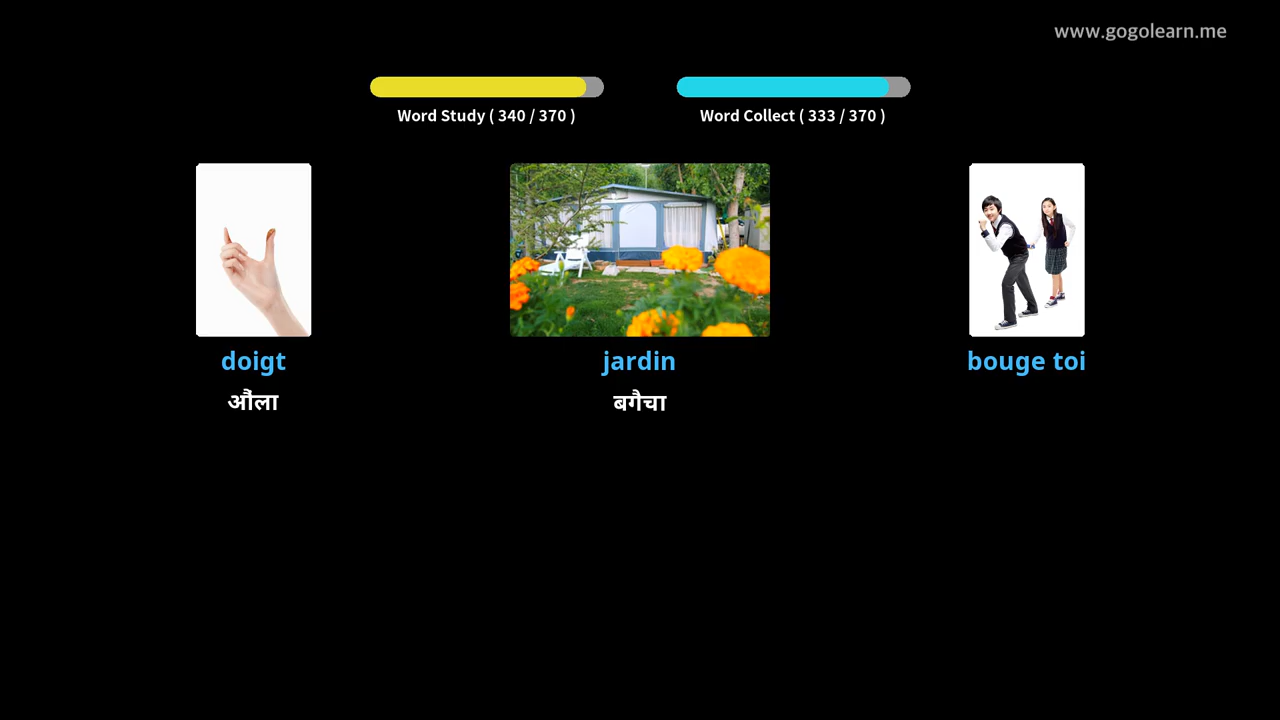 www.gogolearn.me
Word Study ( 340 / 370 )
Word Collect ( 333 / 370 )
doigt
jardin
bouge toi
औंला
बगैचा